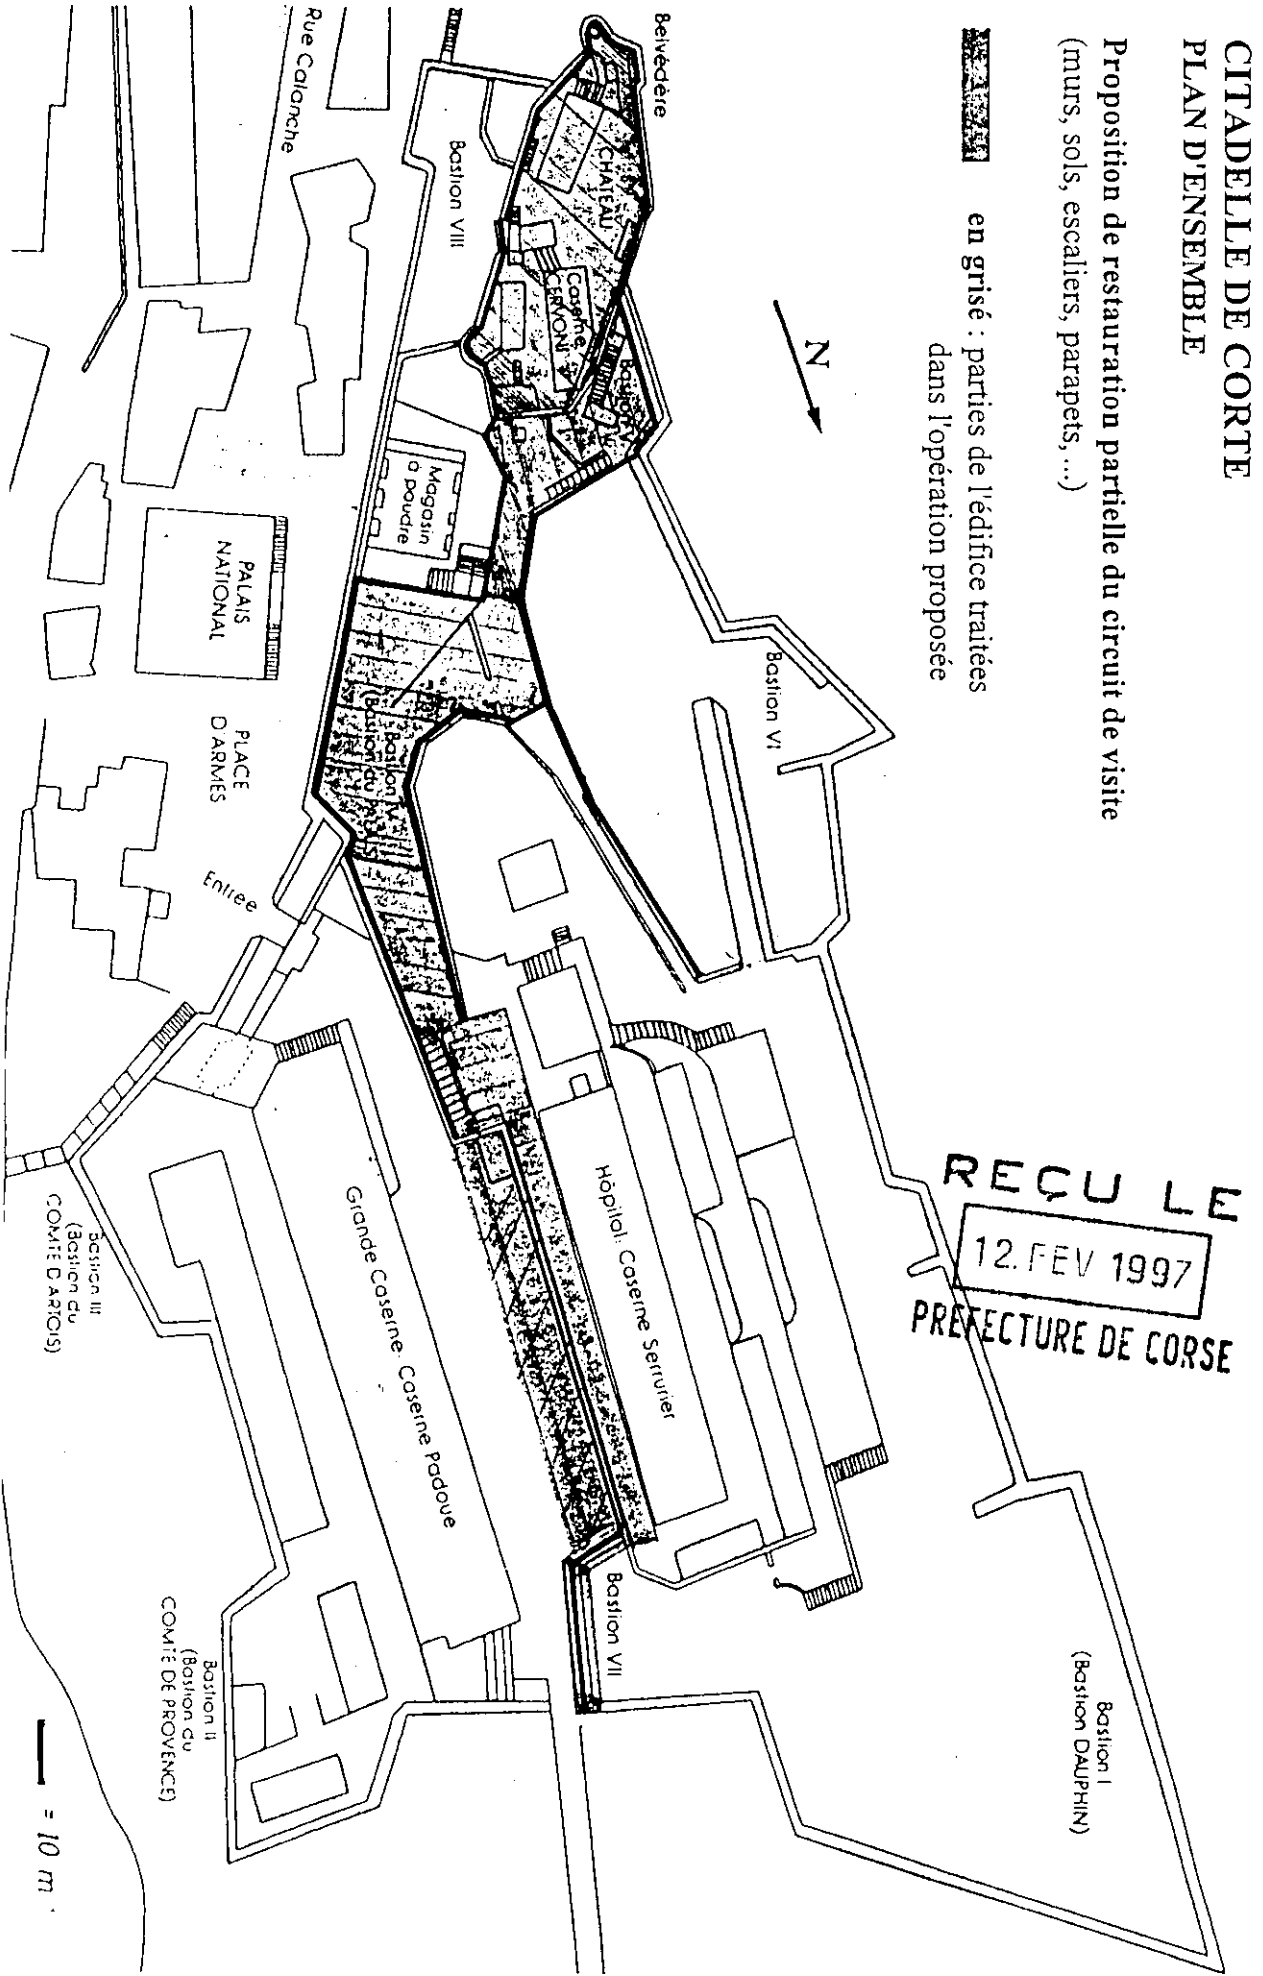 CITADELLE DE CORTE
PLAN D'ENSEMBLE
Proposition de restauration partielle du circuit de visite
(murs, sols, escaliers, parapets, ...)
en grisé : parties de l'édifice traitées
dans l'opération proposée
N
REÇU LE
12. FEV 1997
PREFECTURE DE CORSE
Belvédère
CHATEAU
Caserne
CERVONI
Bastion VIII
Magasin
à poudre
Bastion VI
Rue Calanche
PALAIS
NATIONAL
PLACE
D'ARMES
Entrée
Bastion
(Bastion du PALAIS
Hôpital: Caserne Serrurier
Grande Caserne: Caserne Padoue
Bastion VII
Bastion I
(Bastion DAUPHIN)
Bastion III
(Bastion du
COMTE D'ARTOIS)
Bastion II
(Bastion du
COMTE DE PROVENCE)
= 10 m